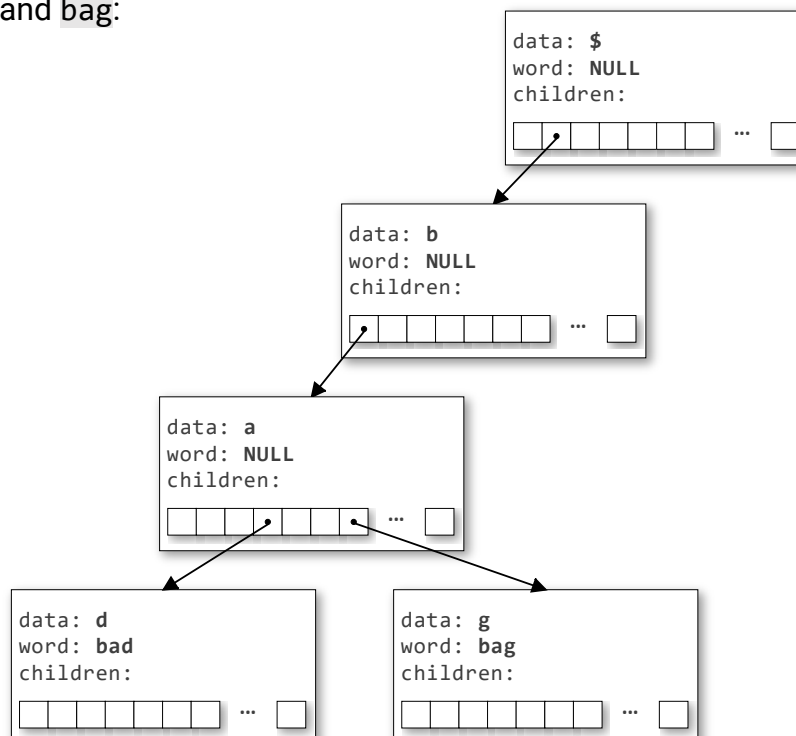 and bag:
data: $
word: NULL
children:
...
data: b
word: NULL
children:
...
data: a
word: NULL
children:
...
data: d
word: bad
children:
...
data: g
word: bag
children:
...